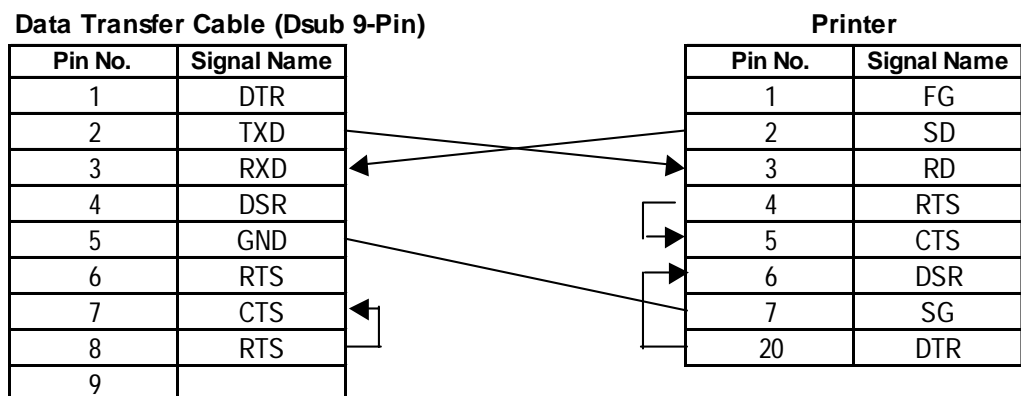 Data Transfer Cable (Dsub 9-Pin) Printer
Pin No. Signal Name Pin No. Signal Name
1 DTR 1 FG
2 TXD 2 SD
3 RXD 3 RD
4 DSR 4 RTS
5 GND 5 CTS
6 RTS 6 DSR
7 CTS 7 SG
8 RTS 20 DTR
9